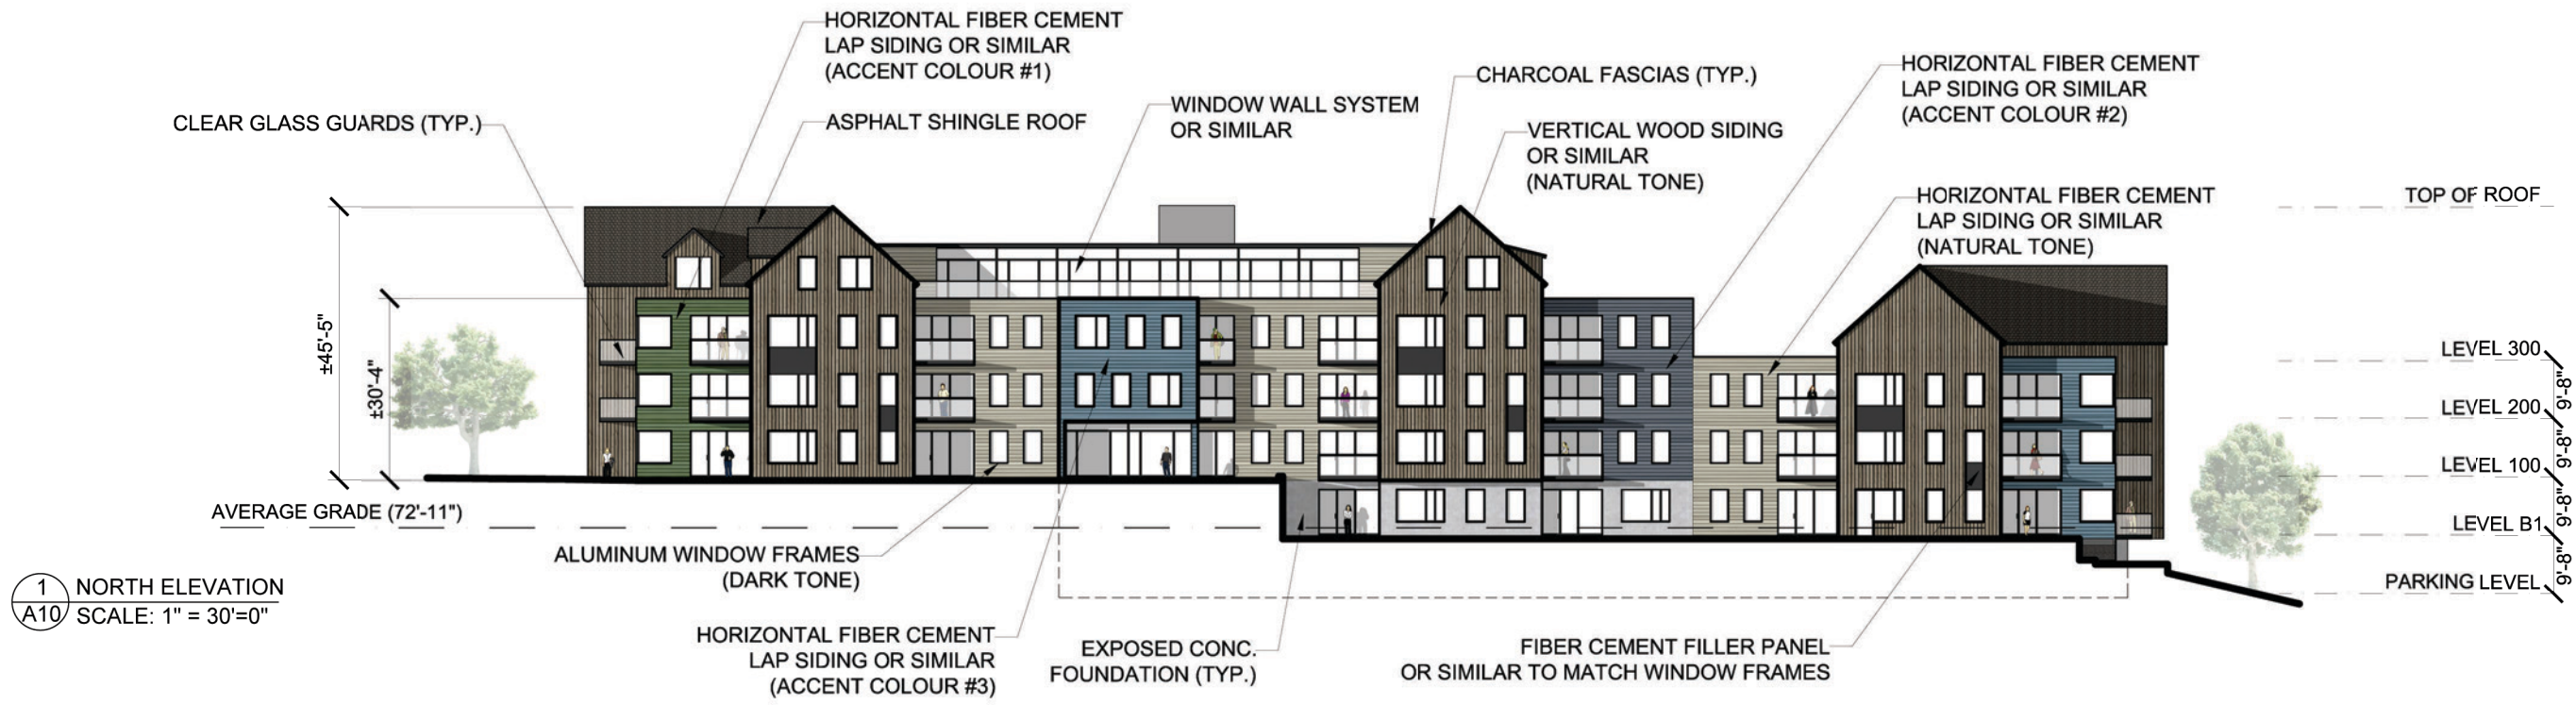 HORIZONTAL FIBER CEMENT
LAP SIDING OR SIMILAR
(ACCENT COLOUR #1)
CLEAR GLASS GUARDS (TYP.)
ASPHALT SHINGLE ROOF
WINDOW WALL SYSTEM
OR SIMILAR
CHARCOAL FASCIAS (TYP.)
VERTICAL WOOD SIDING
OR SIMILAR
(NATURAL TONE)
HORIZONTAL FIBER CEMENT
LAP SIDING OR SIMILAR
(ACCENT COLOUR #2)
HORIZONTAL FIBER CEMENT
LAP SIDING OR SIMILAR
(NATURAL TONE)
TOP OF ROOF
LEVEL 300
9'-8"
LEVEL 200
9'-8"
LEVEL 100
9'-8"
LEVEL B1
9'-8"
PARKING LEVEL
±45'-5"
±30'-4"
AVERAGE GRADE (72'-11")
ALUMINUM WINDOW FRAMES
(DARK TONE)
HORIZONTAL FIBER CEMENT
LAP SIDING OR SIMILAR
(ACCENT COLOUR #3)
EXPOSED CONC.
FOUNDATION (TYP.)
FIBER CEMENT FILLER PANEL
OR SIMILAR TO MATCH WINDOW FRAMES
1
A10
NORTH ELEVATION
SCALE: 1" = 30'=0"